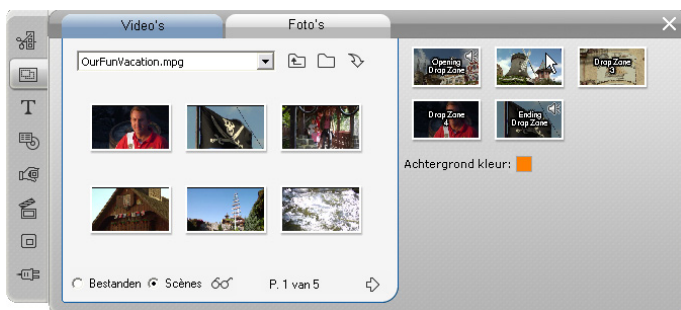 Video's
Foto's
OurFunVacation.mpg
Bestanden
Scènes
P. 1 van 5
T
Opening
Drop Zone
Drop Zone
3
Drop Zone
4
Ending
Drop Zone
Achtergrond kleur: